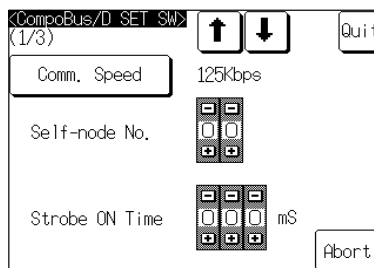 <CompoBus/D SET SW>
(1/3)
Quit
Comm. Speed 125Kbps
Self-node No. 00
Strobe ON Time 000 mS
Abort